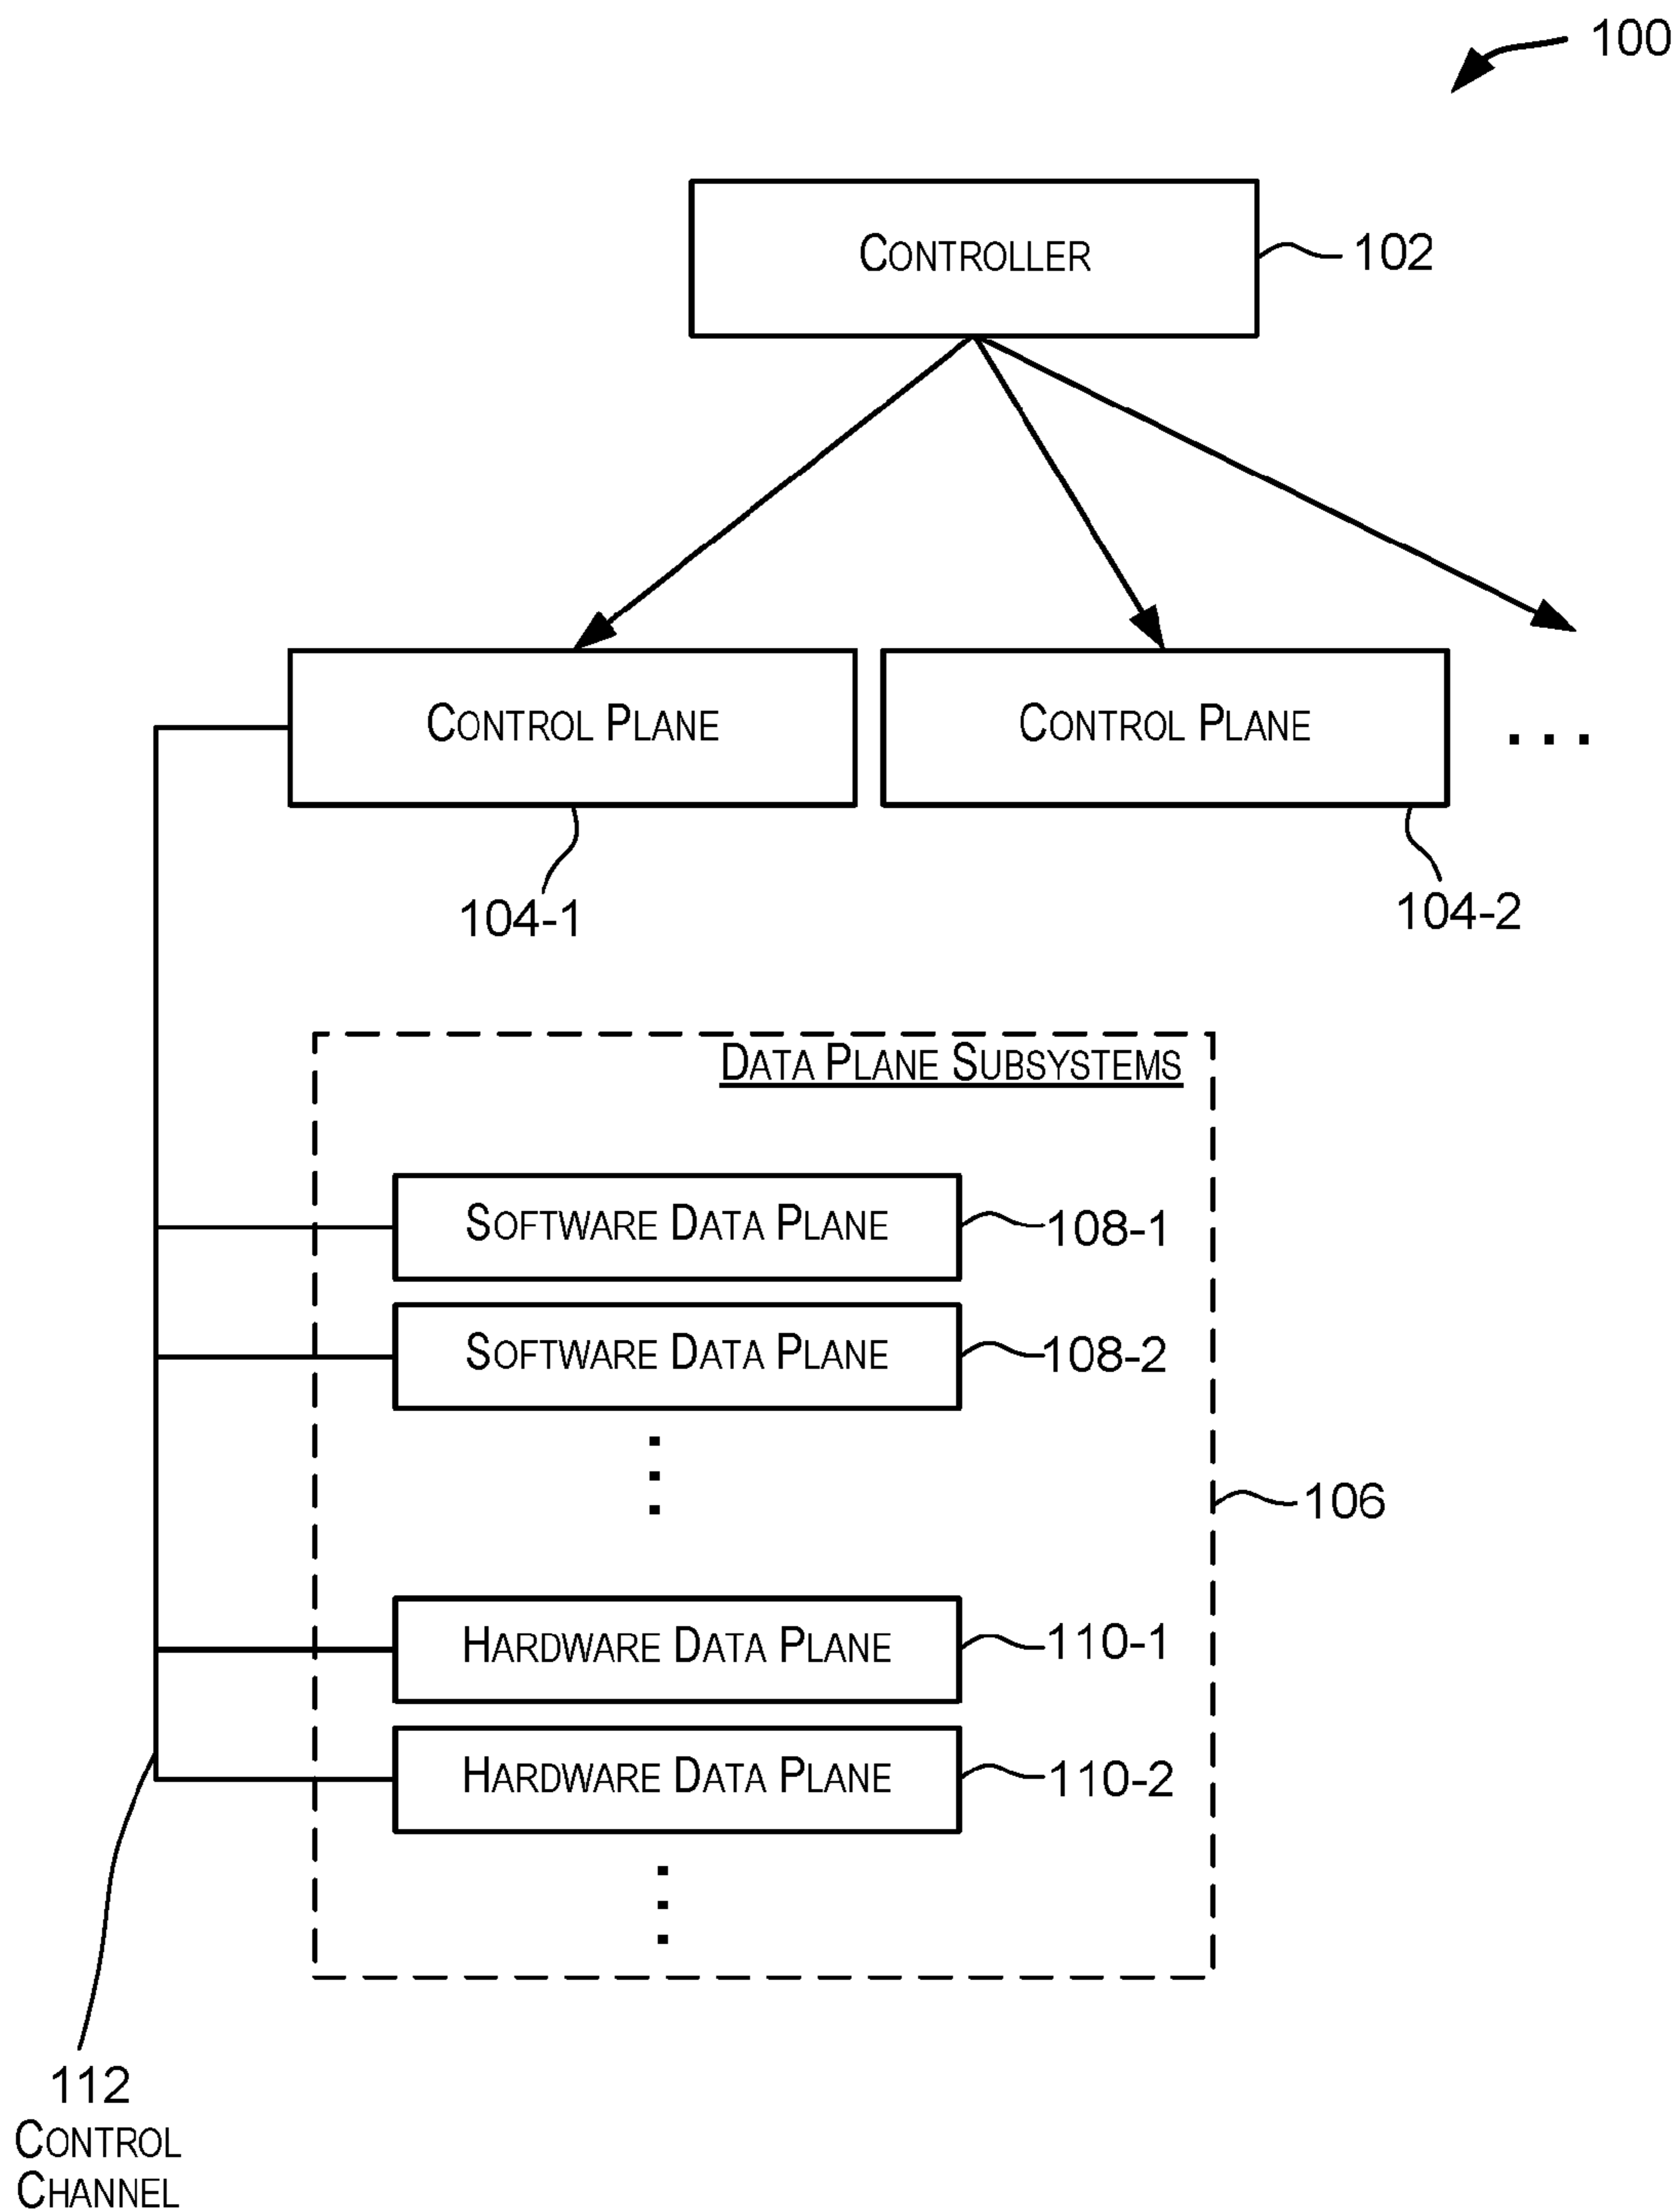 100
CONTROLLER
102
CONTROL PLANE
CONTROL PLANE
...
104-1
104-2
DATA PLANE SUBSYSTEMS
SOFTWARE DATA PLANE
108-1
SOFTWARE DATA PLANE
108-2
106
HARDWARE DATA PLANE
110-1
HARDWARE DATA PLANE
110-2
112
CONTROL
CHANNEL